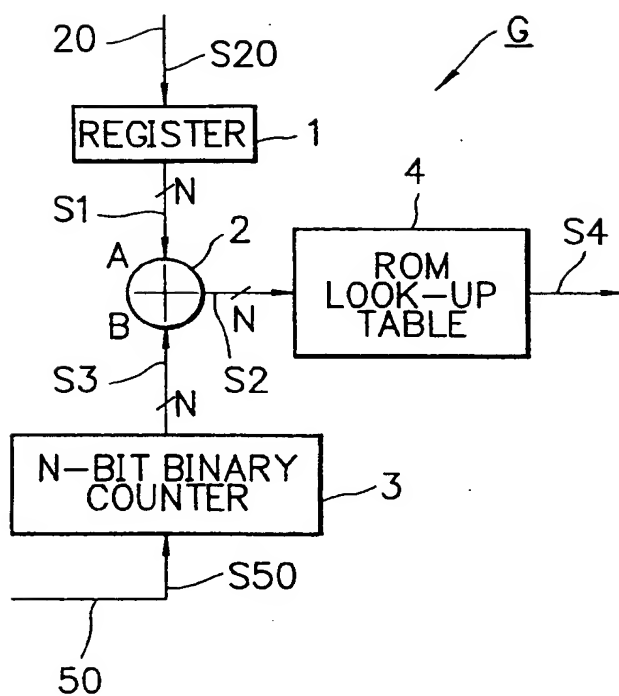 20
S20
G
REGISTER
1
N
S1
4
A
2
S4
ROM
LOOK-UP
TABLE
B
N
S2
S3
N
N-BIT BINARY
COUNTER
3
S50
50